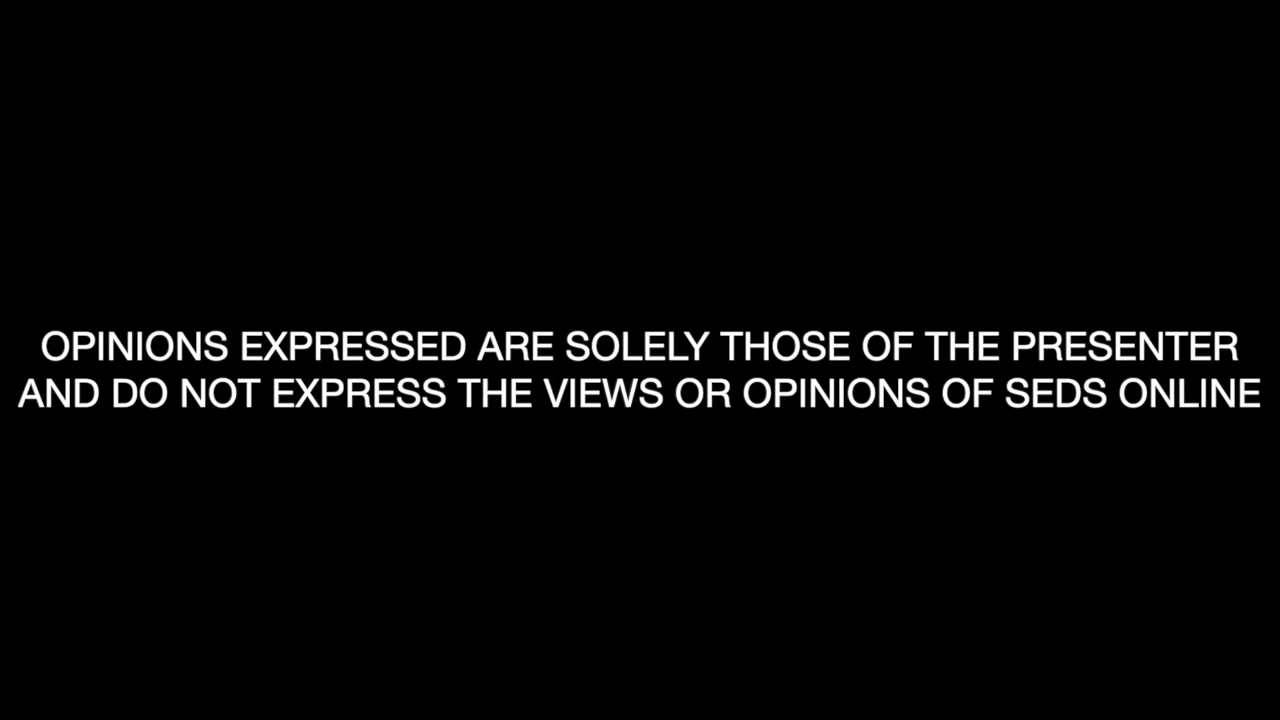 OPINIONS EXPRESSED ARE SOLELY THOSE OF THE PRESENTER
AND DO NOT EXPRESS THE VIEWS OR OPINIONS OF SEDS ONLINE